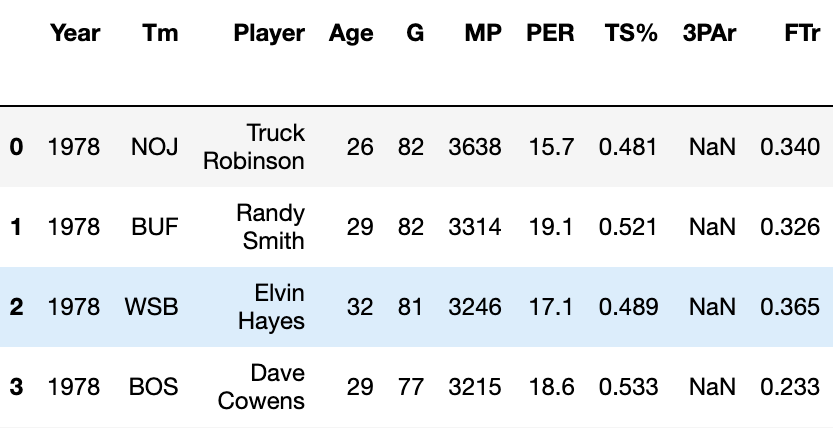 Year Tm Player Age G MP PER TS% 3PAr FTr
0 1978 NOJ Truck Robinson 26 82 3638 15.7 0.481 NaN 0.340
1 1978 BUF Randy Smith 29 82 3314 19.1 0.521 NaN 0.326
2 1978 WSB Elvin Hayes 32 81 3246 17.1 0.489 NaN 0.365
3 1978 BOS Dave Cowens 29 77 3215 18.6 0.533 NaN 0.233